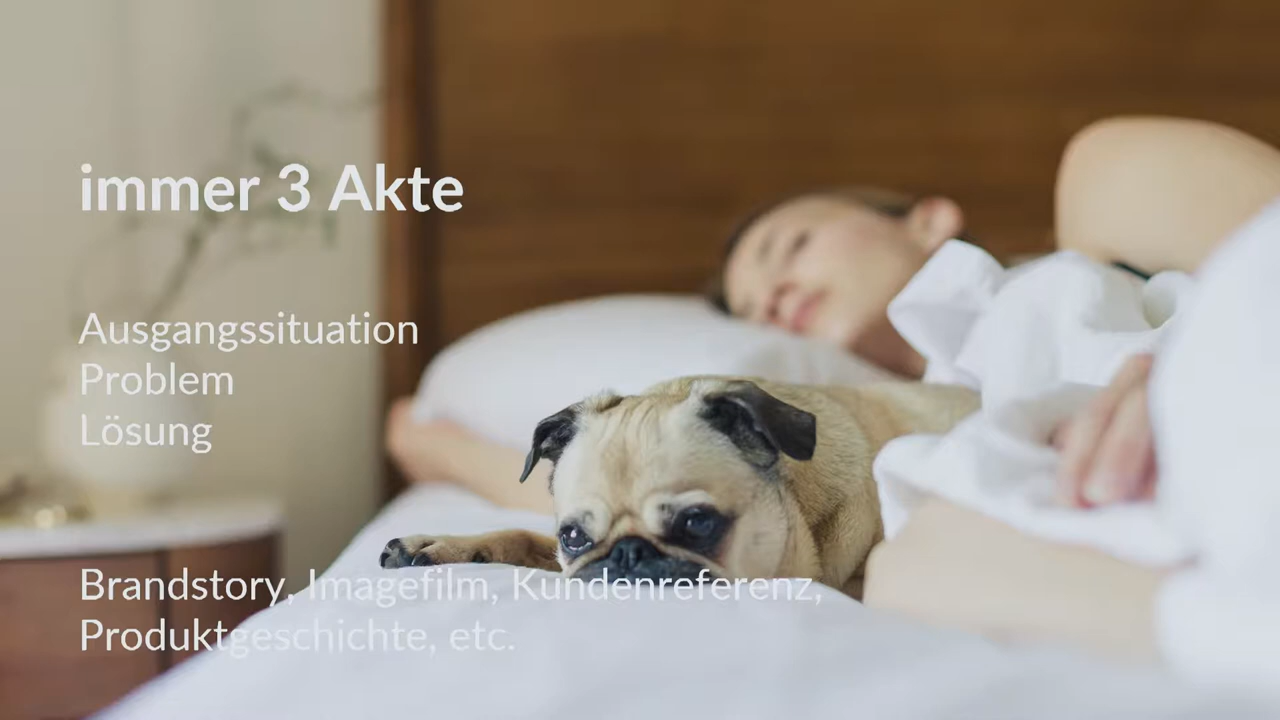 immer 3 Akte
Ausgangssituation
Problem
Lösung
Brandstory, Imagefilm, Kundenreferenz,
Produktgeschichte, etc.